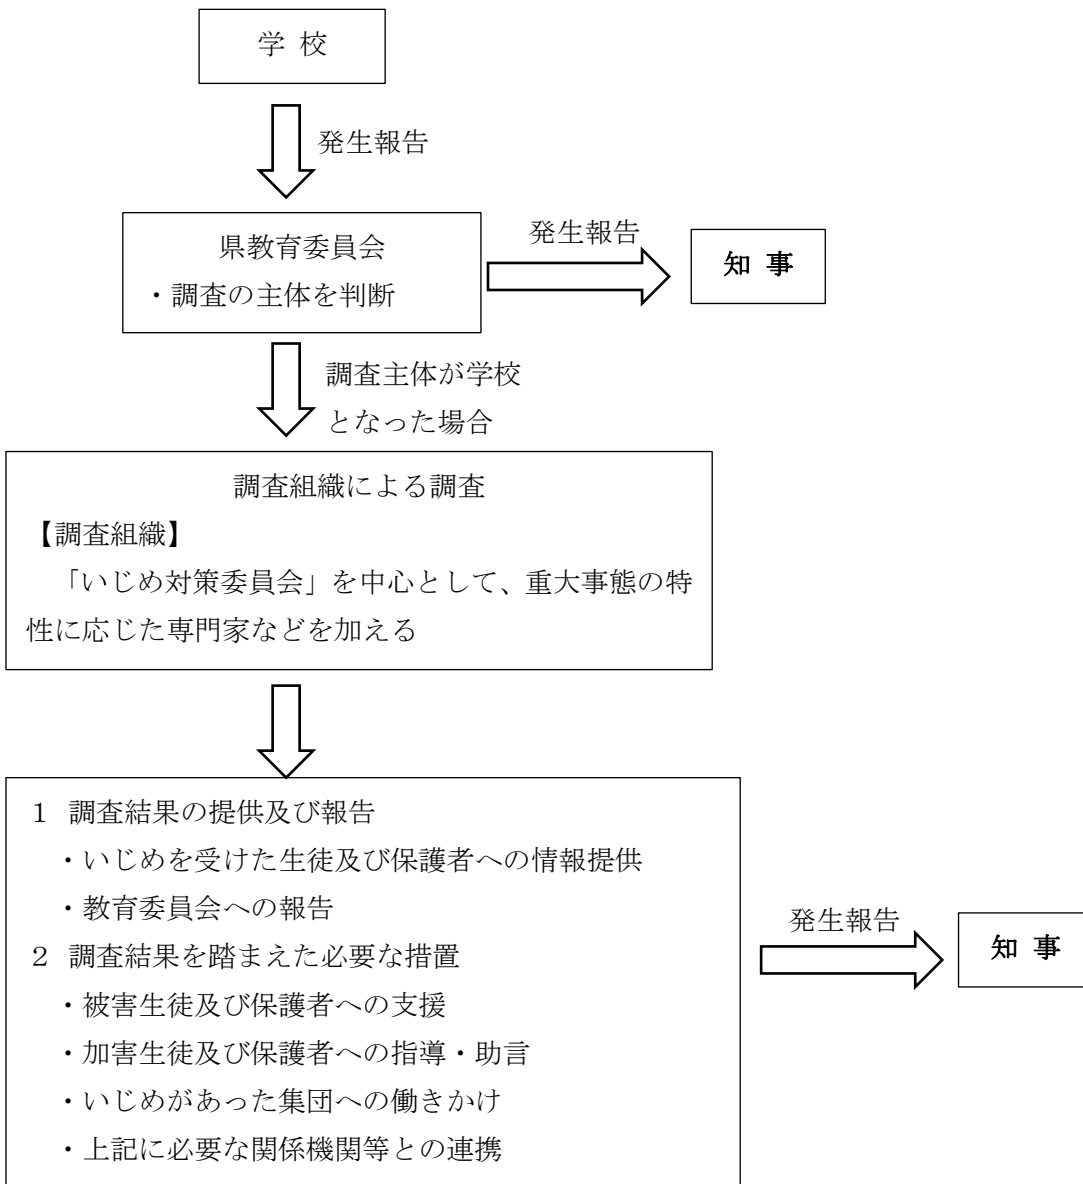 学 校
発生報告
県教育委員会
・調査の主体を判断
発生報告
知 事
調査主体が学校
となった場合
調査組織による調査
【調査組織】
「いじめ対策委員会」を中心として、重大事態の特
性に応じた専門家などを加える
1 調査結果の提供及び報告
・いじめを受けた生徒及び保護者への情報提供
・教育委員会への報告
2 調査結果を踏まえた必要な措置
・被害生徒及び保護者への支援
・加害生徒及び保護者への指導・助言
・いじめがあった集団への働きかけ
・上記に必要な関係機関等との連携
発生報告
知 事